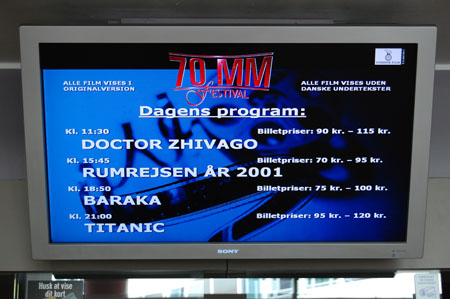 70 MM
FESTIVAL
ALLE FILM VISES I
ORIGINALVERSION
ALLE FILM VISES UDEN
DANSKE UNDERTEKSTER
Dagens program:
Kl. 11:30
Billetpriser: 90 kr. – 115 kr.
DOCTOR ZHIVAGO
Kl. 15:45
Billetpriser: 70 kr. – 95 kr.
RUMREJSEN ÅR 2001
Kl. 18:50
Billetpriser: 75 kr. – 100 kr.
BARAKA
Kl. 21:00
Billetpriser: 95 kr. – 120 kr.
TITANIC
SONY
Husk at vise
dit kort